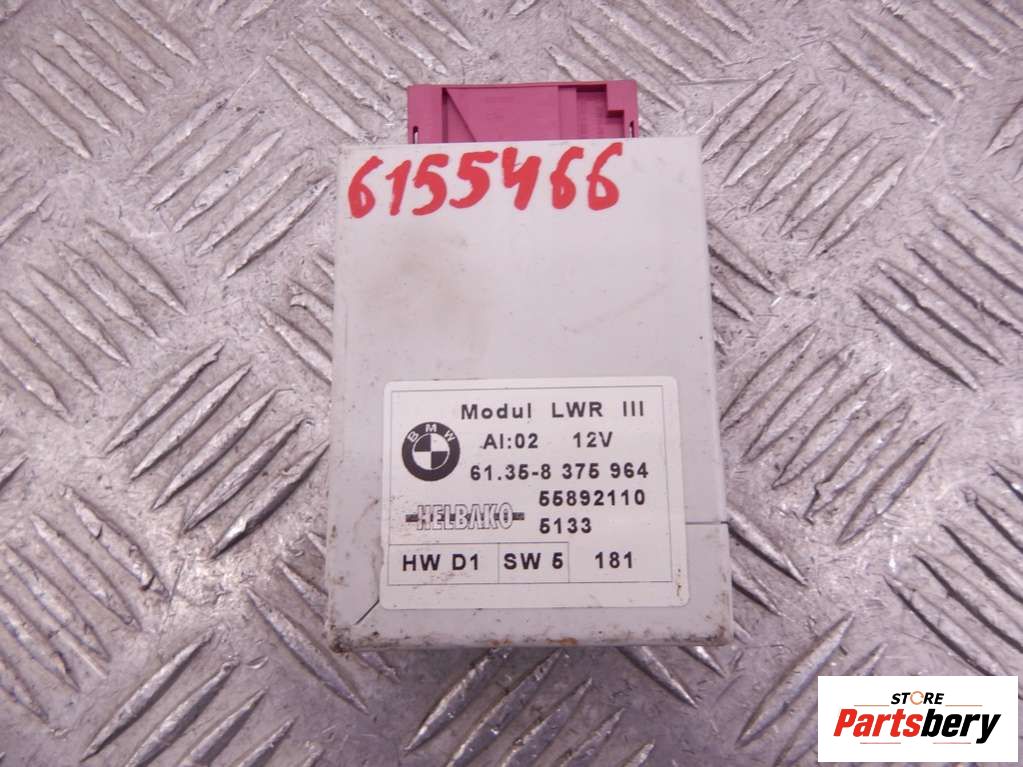 6155466
Modul LWR III
BMW
AI:02 12V
61.35-8 375 964
55892110
HELBAKO
5133
HW D1 SW 5 181
STORE
Partsbery